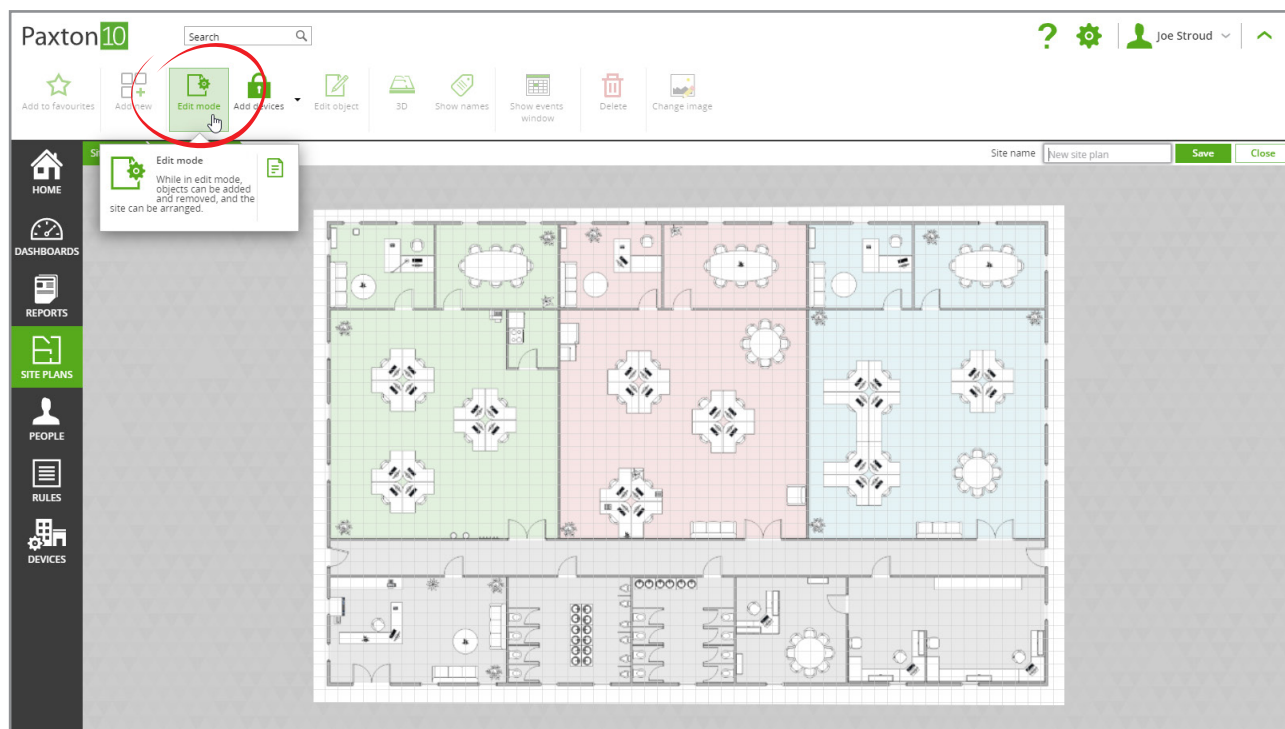 Paxton 10
Search
Joe Stroud
Add to favourites
Add new
Edit mode
Add devices
Edit object
3D
Show names
Show events
window
Delete
Change image
Edit mode
While in edit mode,
objects can be added
and removed, and the
site can be arranged.
Site name
New site plan
Save
Close
HOME
DASHBOARDS
REPORTS
SITE PLANS
PEOPLE
RULES
DEVICES